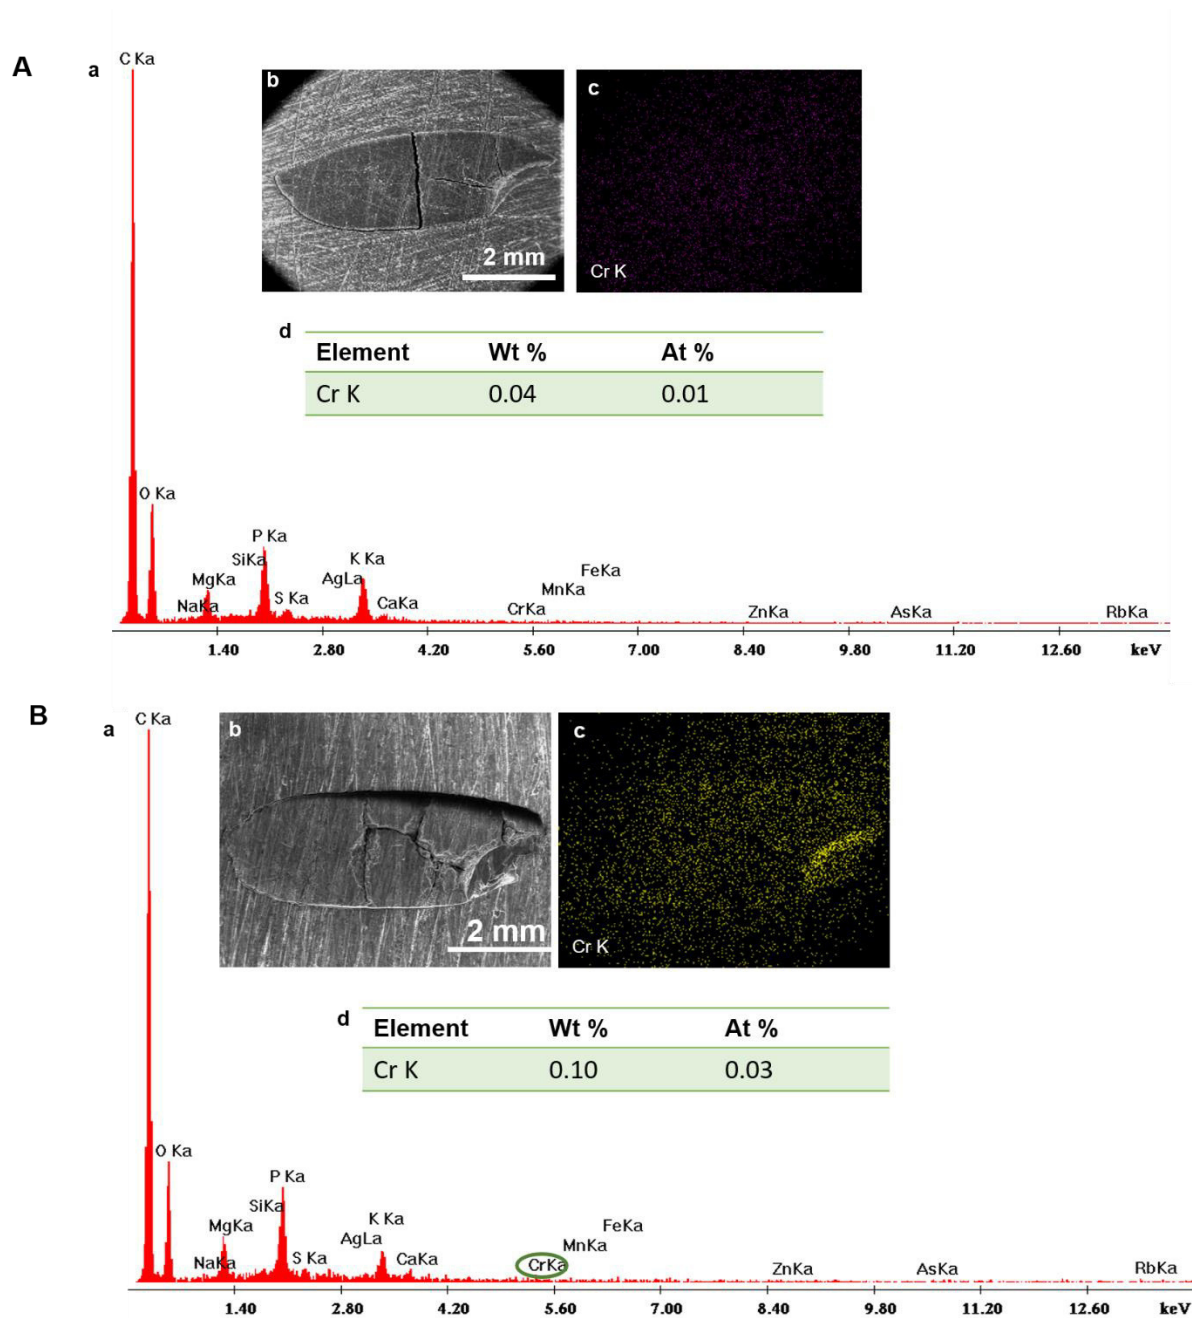 A
a
C Ka
b
2 mm
c
Cr K
d
Element Wt % At %
Cr K 0.04 0.01
O Ka
P Ka
SiKa
MgKa
NaKa
S Ka
K Ka
AgLa
CaKa
CrKa
MnKa
FeKa
ZnKa
AsKa
RbKa
1.40 2.80 4.20 5.60 7.00 8.40 9.80 11.20 12.60 keV
B
a
C Ka
b
2 mm
c
Cr K
d
Element Wt % At %
Cr K 0.10 0.03
O Ka
P Ka
SiKa
MgKa
NaKa
S Ka
K Ka
AgLa
CaKa
CrKa
MnKa
FeKa
ZnKa
AsKa
RbKa
1.40 2.80 4.20 5.60 7.00 8.40 9.80 11.20 12.60 keV